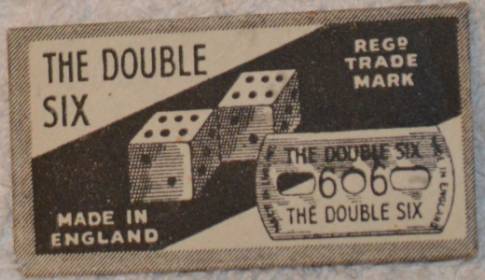 THE DOUBLE
SIX
REGD
TRADE
MARK
THE DOUBLE SIX
6 6
THE DOUBLE SIX
MADE IN
ENGLAND